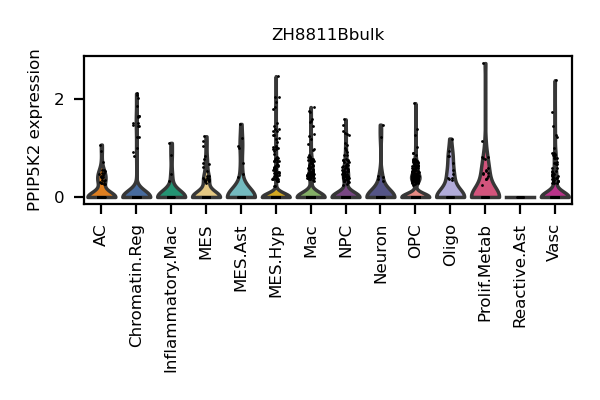 ZH8811Bbulk
PPIP5K2 expression
2
0
AC
Chromatin.Reg
Inflammatory.Mac
MES
MES.Ast
MES.Hyp
Mac
NPC
Neuron
OPC
Oligo
Prolif.Metab
Reactive.Ast
Vasc